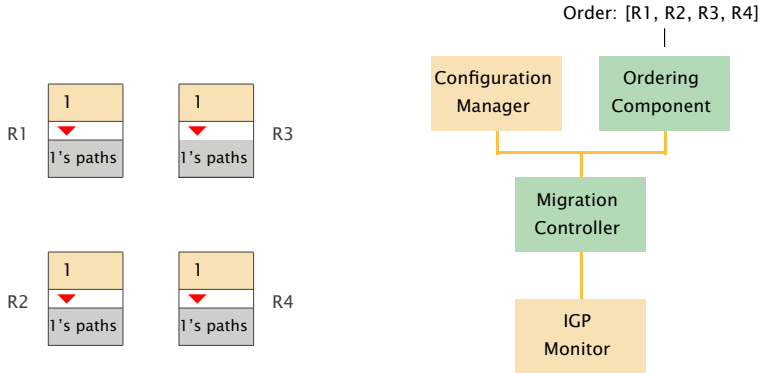 Order: [R1, R2, R3, R4]
Configuration
Manager
Ordering
Component
1
1
R1
R3
1's paths
1's paths
Migration
Controller
1
1
R2
R4
1's paths
1's paths
IGP
Monitor